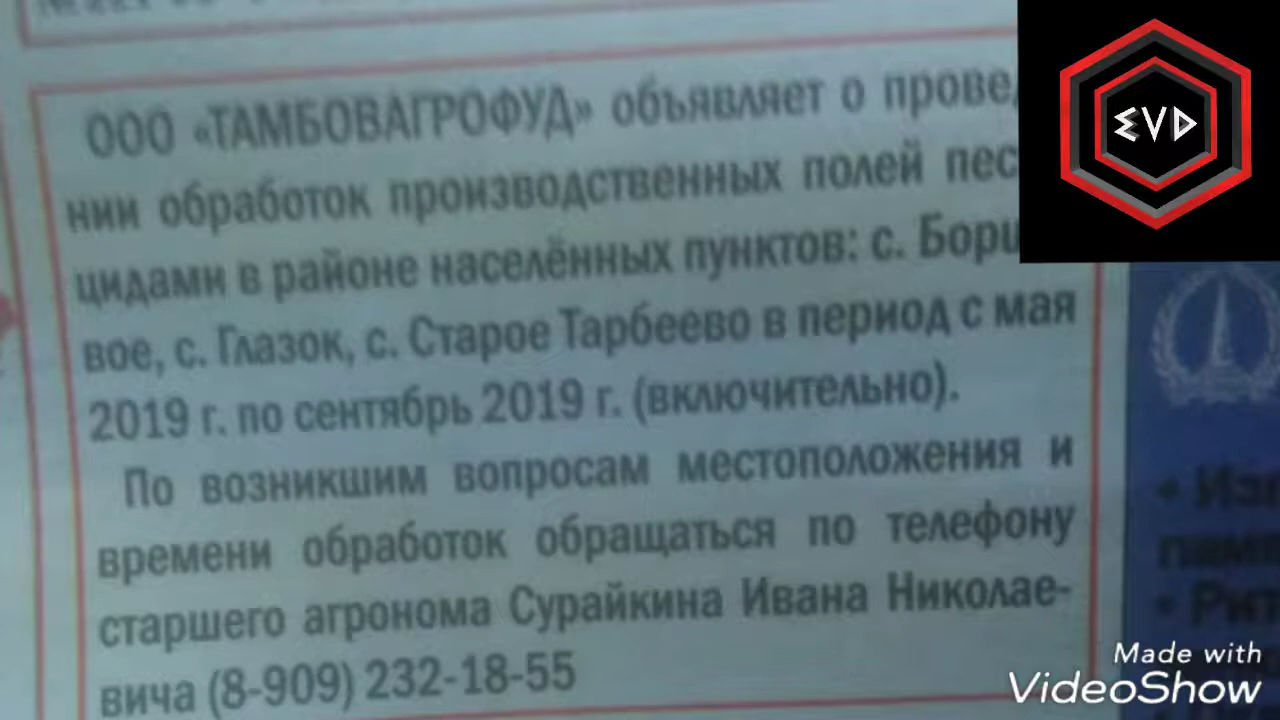 ООО «ТАМБОВАГРОФУД» объявляет о прове
нии обработок производственных полей пес
цидами в районе населённых пунктов: с. Борщ
вое, с. Глазок, с. Старое Тарбеево в период с мая
2019 г. по сентябрь 2019 г. (включительно).
По возникшим вопросам местоположения и
времени обработок обращаться по телефону
старшего агронома Сурайкина Ивана Николае-
вича (8-909) 232-18-55
EVD
Made with
VideoShow